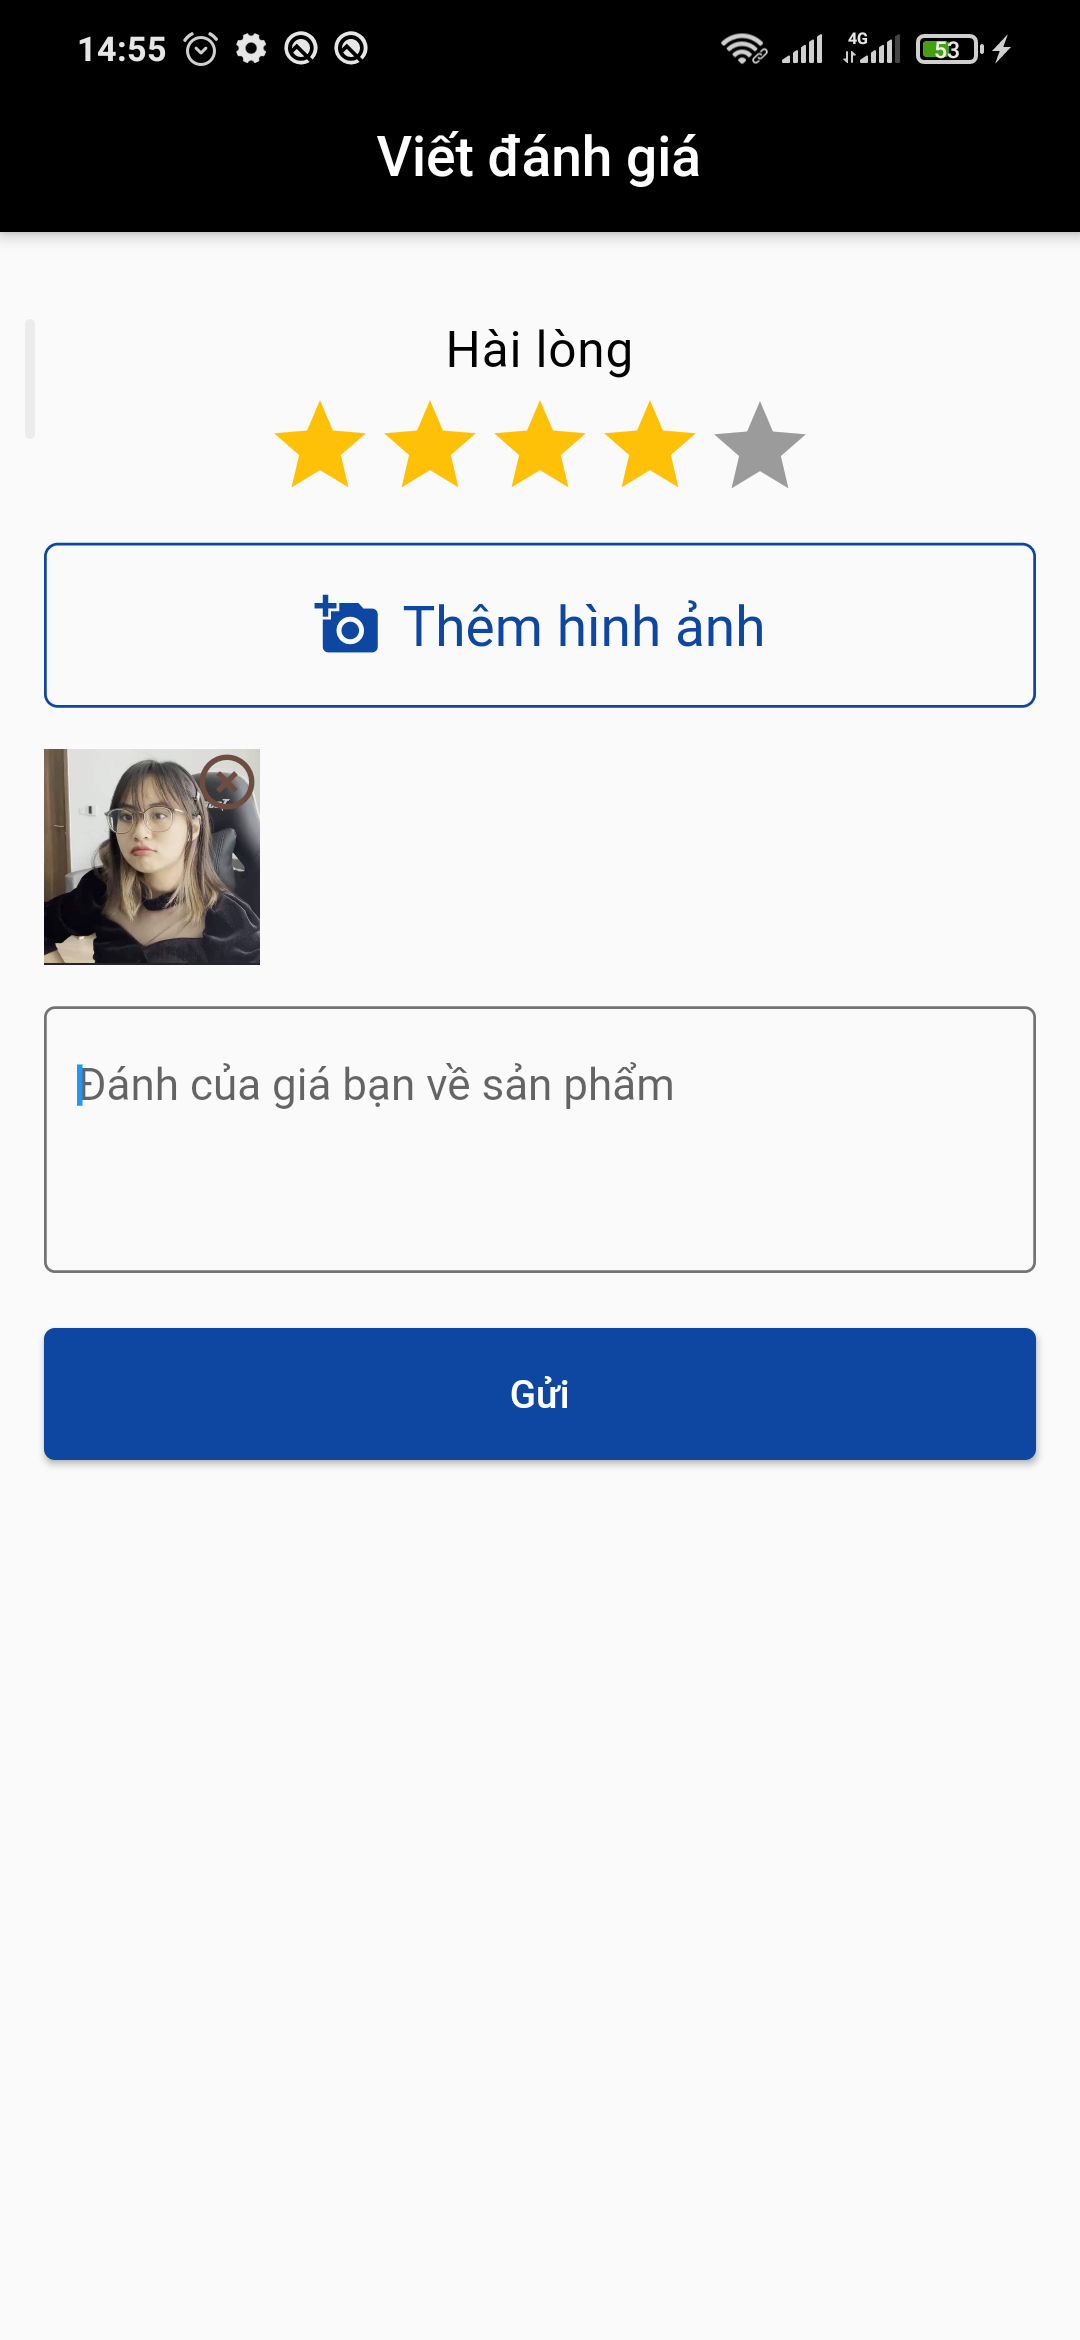 14:55
4G
53
Viết đánh giá
Hài lòng
Thêm hình ảnh
Đánh của giá bạn về sản phẩm
Gửi